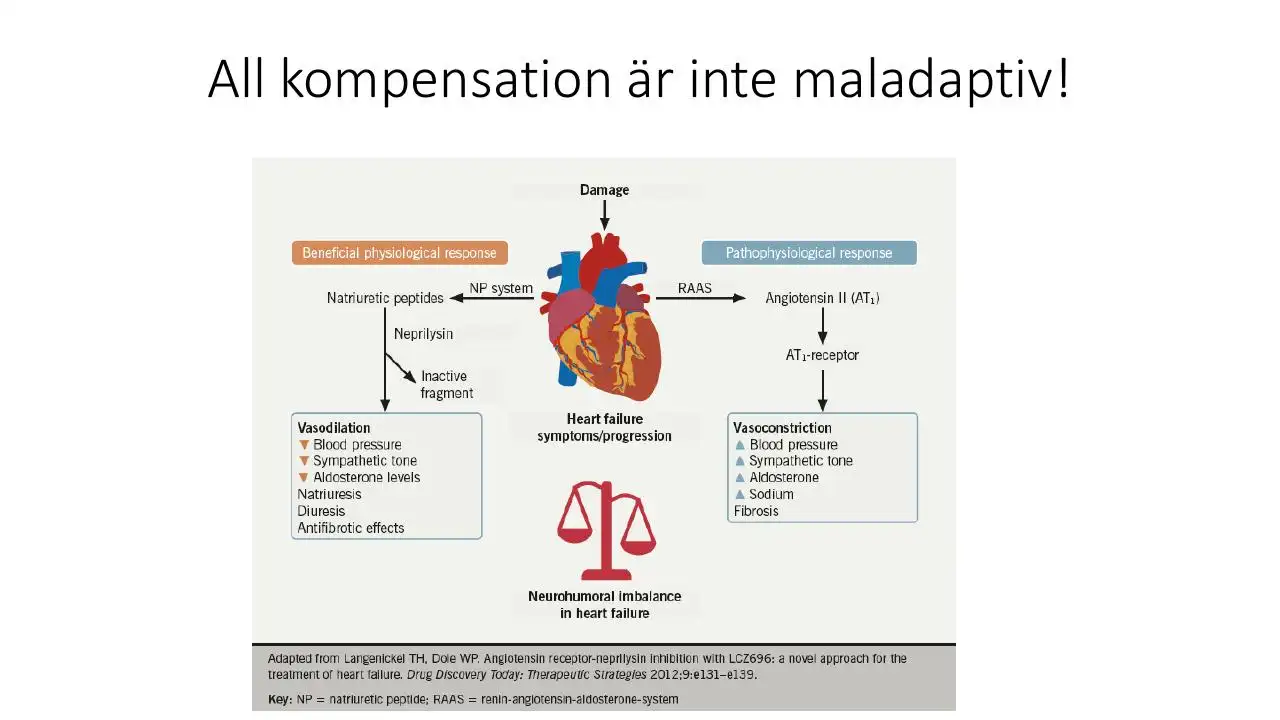 All kompensation är inte maladaptiv!
Damage
Beneficial physiological response
Pathophysiological response
NP system
RAAS
Natriuretic peptides
Angiotensin II (AT₁)
Neprilysin
AT₁-receptor
Inactive
fragment
Heart failure
symptoms/progression
Vasodilation
▼ Blood pressure
▼ Sympathetic tone
▼ Aldosterone levels
Natriuresis
Diuresis
Antifibrotic effects
Vasoconstriction
▲ Blood pressure
▲ Sympathetic tone
▲ Aldosterone
▲ Sodium
Fibrosis
Neurohumoral imbalance
in heart failure
Adapted from Langenickel TH, Dole WP. Angiotensin receptor-neprilysin inhibition with LCZ696: a novel approach for the
treatment of heart failure. Drug Discovery Today: Therapeutic Strategies 2012;9:e131–e139.
Key: NP = natriuretic peptide; RAAS = renin-angiotensin-aldosterone-system